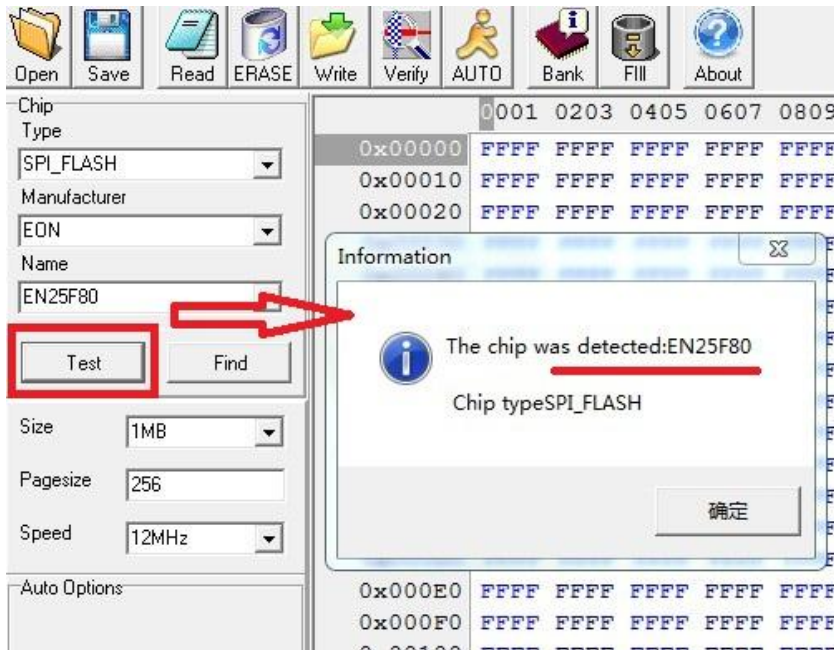 Open Save Read ERASE Write Verify AUTO Bank FIll About
Chip
Type
SPI_FLASH
Manufacturer
EON
Name
EN25F80
Test Find
Size 1MB
Pagesize 256
Speed 12MHz
Auto Options
0001 0203 0405 0607 0809
0x00000 FFFF FFFF FFFF FFFF FFFF
0x00010 FFFF FFFF FFFF FFFF FFFF
0x00020 FFFF FFFF FFFF FFFF FFFF
Information
The chip was detected:EN25F80
Chip typeSPI_FLASH
确定
0x000E0 FFFF FFFF FFFF FFFF FFFF
0x000F0 FFFF FFFF FFFF FFFF FFFF